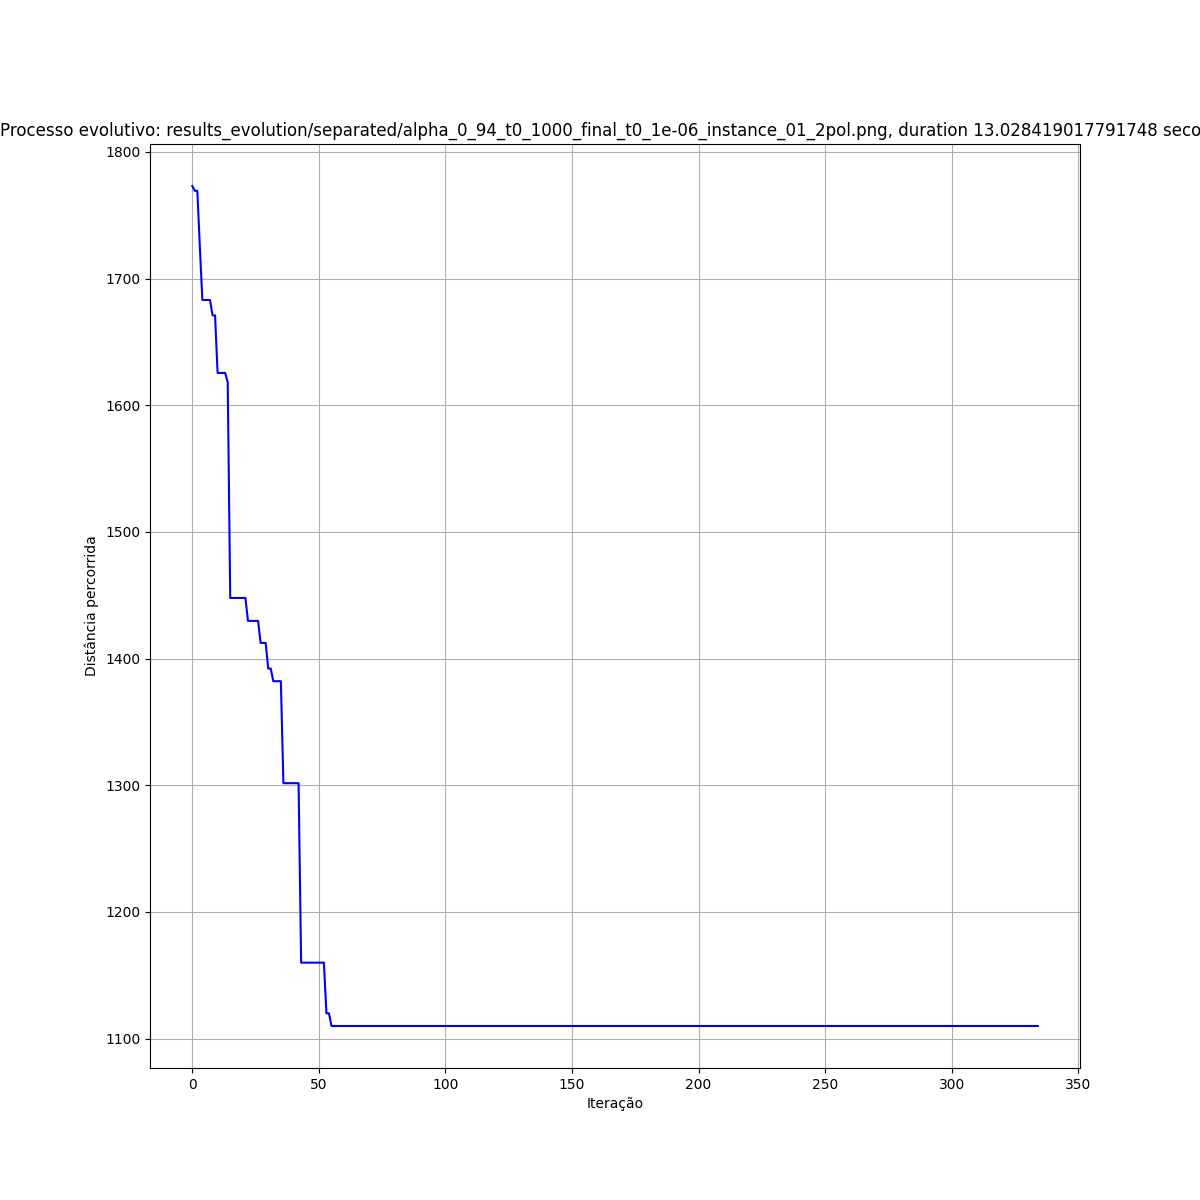 Processo evolutivo: results_evolution/separated/alpha_0_94_t0_1000_final_t0_1e-06_instance_01_2pol.png, duration 13.028419017791748 seco
1800
1700
1600
1500
1400
1300
1200
1100
Distância percorrida
0 50 100 150 200 250 300 350
Iteração